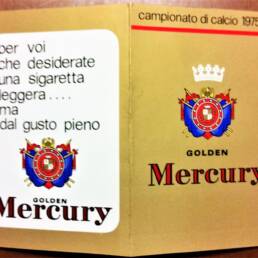 per voi
che desiderate
una sigaretta
leggera....
ma
dal gusto pieno
GOLDEN
Mercury
campionato di calcio 1975
GOLDEN
Mercury